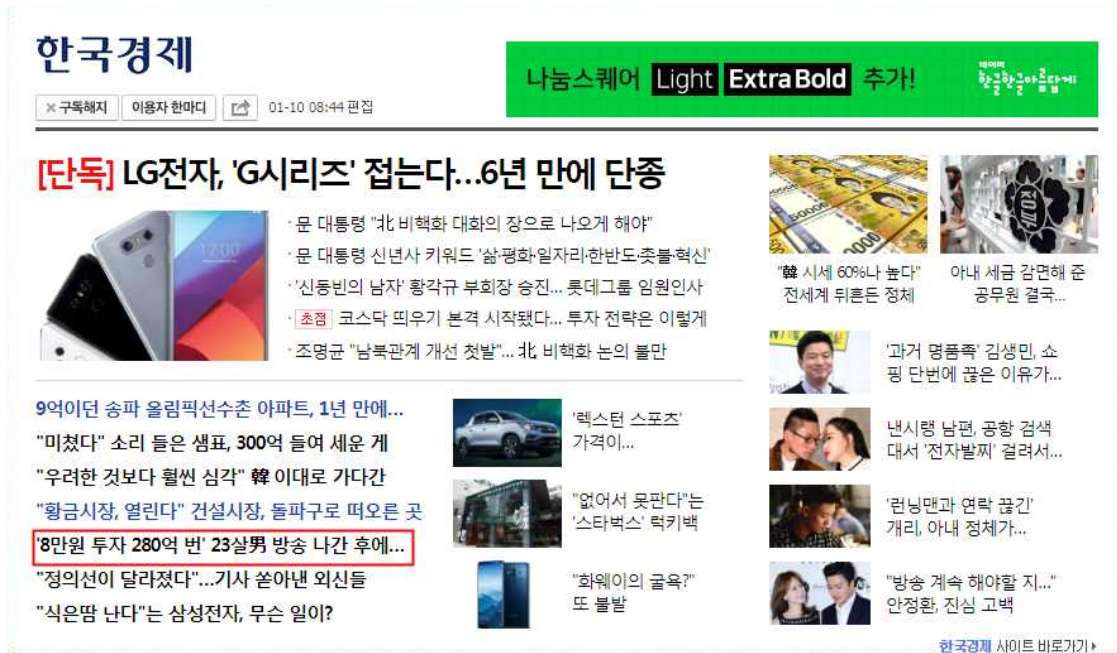 한국경제
나눔스퀘어 Light ExtraBold 추가!
네이버
한글한글아름답게
× 구독해지 이용자 한마디 01-10 08:44 편집
[단독] LG전자, 'G시리즈' 접는다...6년 만에 단종
· 문 대통령 "北 비핵화 대화의 장으로 나오게 해야"
· 문 대통령 신년사 키워드 '삶·평화·일자리·한반도·촛불·혁신'
· '신동빈의 남자' 황각규 부회장 승진... 롯데그룹 임원인사
· 초점 코스닥 띄우기 본격 시작됐다... 투자 전략은 이렇게
· 조명균 "남북관계 개선 첫발"... 北, 비핵화 논의 불만
17:00
50000
"韓 시세 60%나 높다"
전세계 뒤흔든 정체
아내 세금 감면해 준
공무원 결국...
'과거 명품족' 김생민, 쇼
핑 단번에 끊은 이유가...
낸시랭 남편, 공항 검색
대서 '전자발찌' 걸려서...
'런닝맨과 연락 끊긴'
개리, 아내 정체가...
"방송 계속 해야할 지..."
안정환, 진심 고백
9억이던 송파 올림픽선수촌 아파트, 1년 만에...
"미쳤다" 소리 들은 샘표, 300억 들여 세운 게
"우려한 것보다 훨씬 심각" 韓 이대로 가다간
"황금시장, 열린다" 건설시장, 돌파구로 떠오른 곳
'8만원 투자 280억 번' 23살男 방송 나간 후에...
"정의선이 달라졌다"...기사 쏟아낸 외신들
"식은땀 난다"는 삼성전자, 무슨 일이?
'렉스턴 스포츠'
가격이...
"없어서 못판다"는
'스타벅스' 럭키백
"화웨이의 굴욕?"
또 불발
한국경제 사이트 바로가기